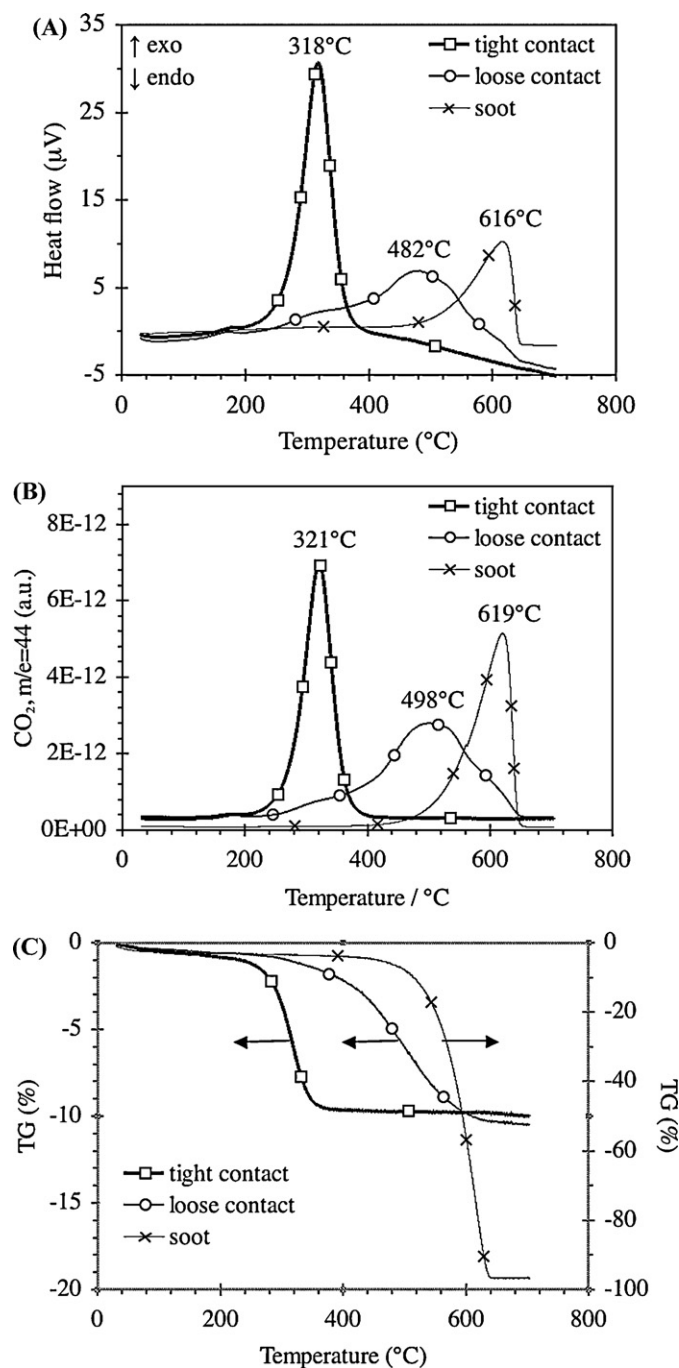 (A)
↑ exo
↓ endo
318°C
tight contact
loose contact
soot
482°C
616°C
35
25
15
5
-5
Heat flow (µV)
0
200
400
600
800
Temperature (°C)
(B)
8E-12
6E-12
4E-12
2E-12
0E+00
CO₂, m/e=44 (a.u.)
321°C
tight contact
loose contact
soot
619°C
498°C
0
200
400
600
800
Temperature / °C
(C)
0
-5
-10
-15
-20
TG (%)
0
-20
-40
-60
-80
-100
TG (%)
tight contact
loose contact
soot
0
200
400
600
800
Temperature (°C)